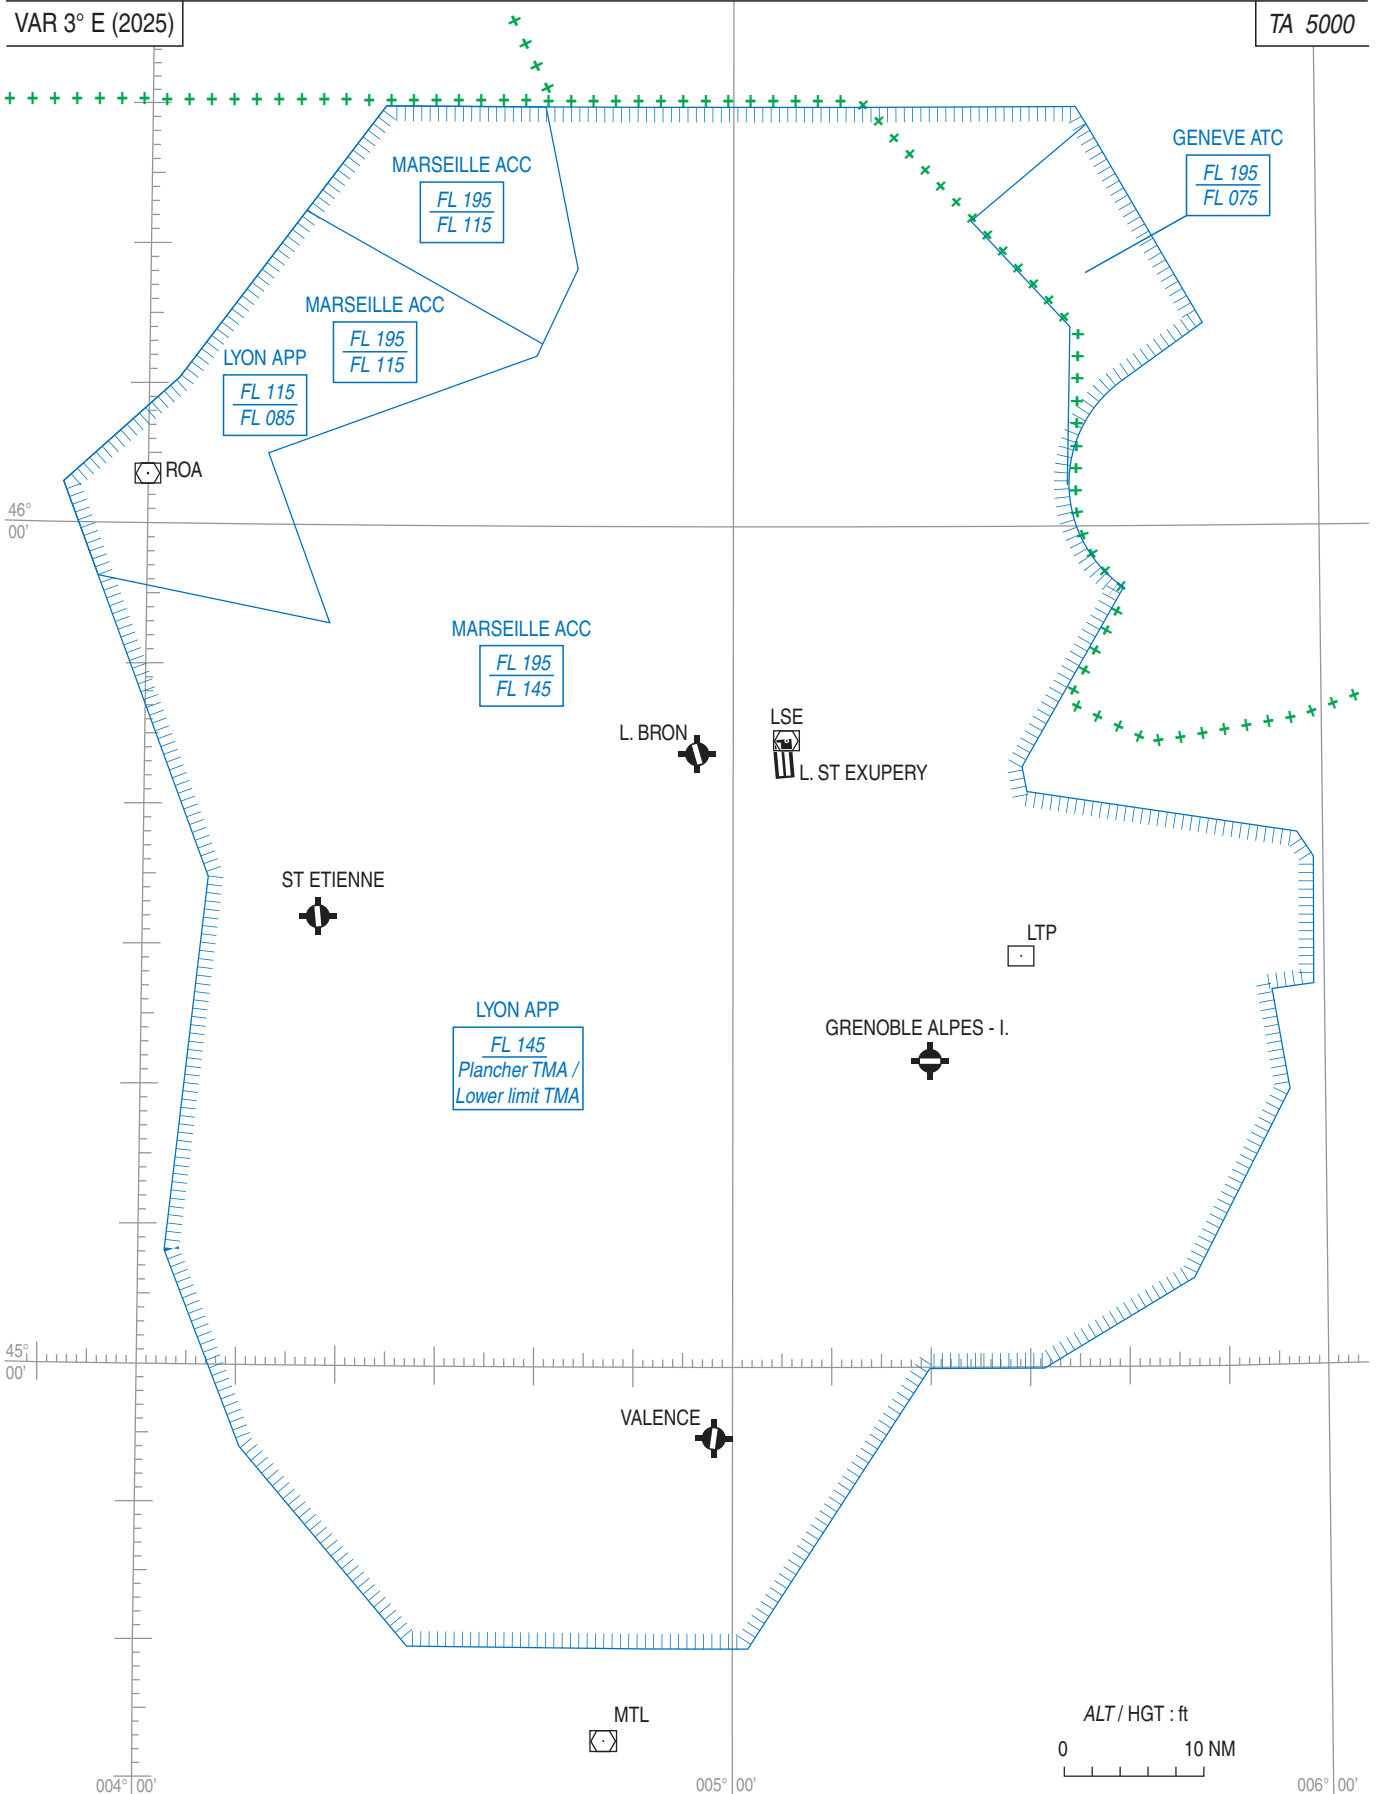 VAR 3° E (2025)
TA 5000
GENEVE ATC
FL 195
FL 075
MARSEILLE ACC
FL 195
FL 115
MARSEILLE ACC
FL 195
FL 115
LYON APP
FL 115
FL 085
ROA
46°
00'
MARSEILLE ACC
FL 195
FL 145
LSE
L. BRON
L. ST EXUPERY
ST ETIENNE
LTP
LYON APP
FL 145
Plancher TMA /
Lower limit TMA
GRENOBLE ALPES - I.
45°
00'
VALENCE
MTL
ALT / HGT : ft
0 10 NM
004° 00' 005° 00' 006° 00'